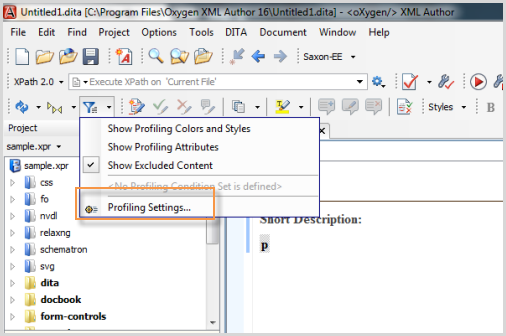 Untitled1.dita [C:\Program Files\Oxygen XML Author 16\Untitled1.dita] - <oXygen/> XML Author
File Edit Find Project Options Tools DITA Document Window Help
Saxon-EE
XPath 2.0 Execute XPath on 'Current File'
Styles B
Project
sample.xpr
sample.xpr
css
fo
nvdl
relaxng
schematron
svg
dita
docbook
form-controls
Show Profiling Colors and Styles
Show Profiling Attributes
Show Excluded Content
<No Profiling Condition Set is defined>
Profiling Settings...
Short Description:
p